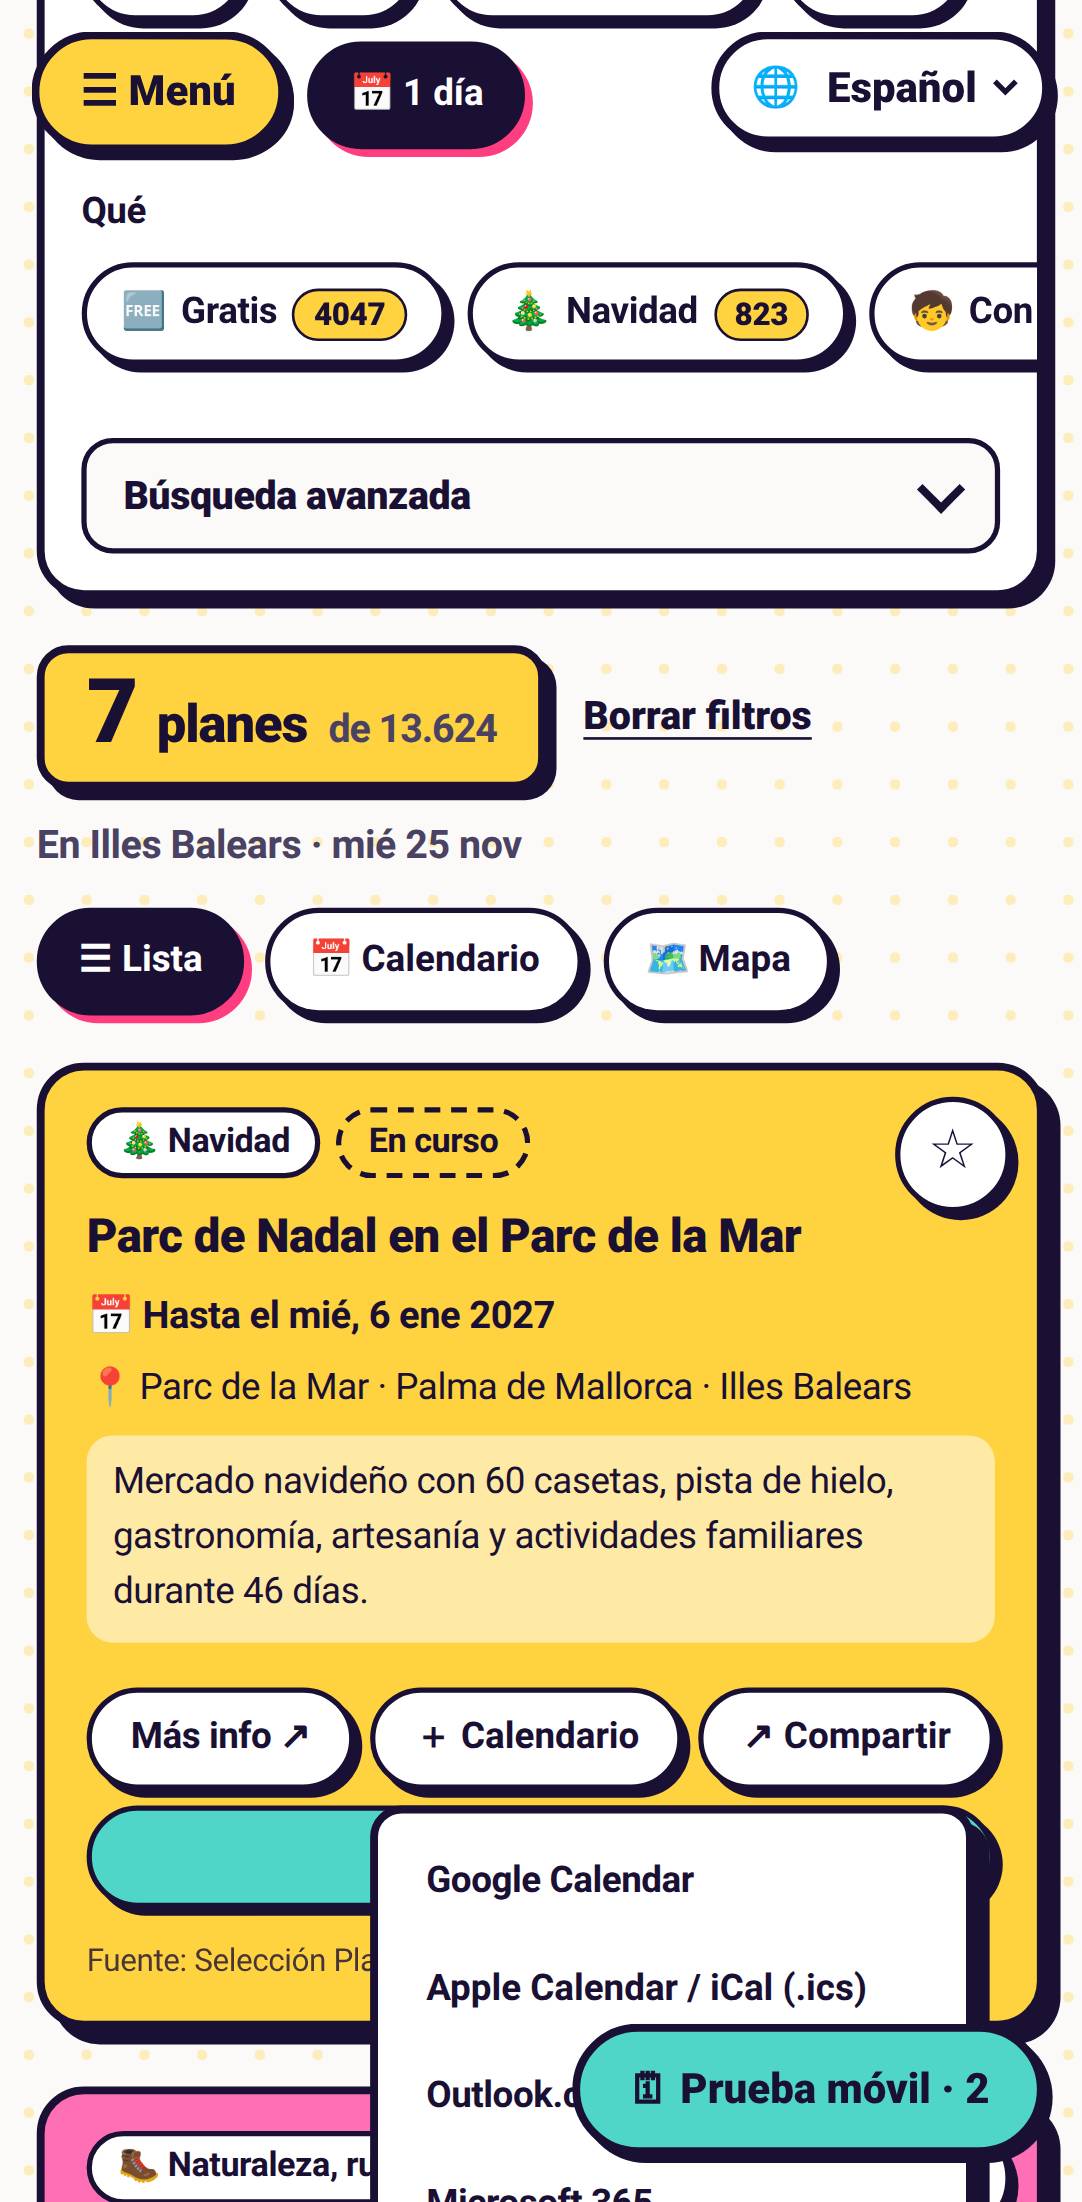 ☰ Menú
1 día
Español
Qué
Gratis 4047
Navidad 823
Con
Búsqueda avanzada
7 planes de 13.624
Borrar filtros
En Illes Balears · mié 25 nov
☰ Lista
Calendario
Mapa
Navidad
En curso
Parc de Nadal en el Parc de la Mar
Hasta el mié, 6 ene 2027
Parc de la Mar · Palma de Mallorca · Illes Balears
Mercado navideño con 60 casetas, pista de hielo,
gastronomía, artesanía y actividades familiares
durante 46 días.
Más info ↗
+ Calendario
↗ Compartir
Google Calendar
Fuente: Selección Pla
Apple Calendar / iCal (.ics)
Outlook.c
Prueba móvil · 2
Naturaleza, ru
Microsoft 365